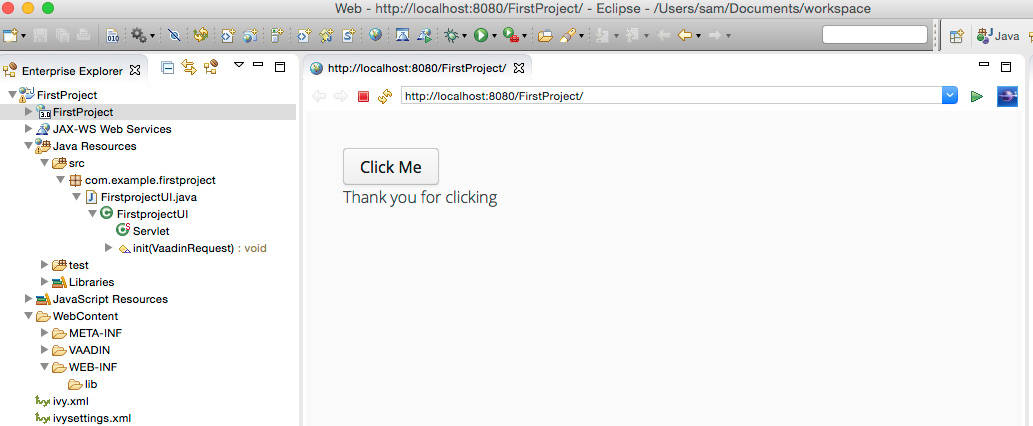 Web - http://localhost:8080/FirstProject/ - Eclipse - /Users/sam/Documents/workspace
010
Java
Enterprise Explorer
http://localhost:8080/FirstProject/
FirstProject
http://localhost:8080/FirstProject/
3.0 FirstProject
JAX-WS Web Services
Java Resources
src
com.example.firstproject
FirstprojectUI.java
FirstprojectUI
Servlet
init(VaadinRequest) : void
test
Libraries
JavaScript Resources
WebContent
META-INF
VAADIN
WEB-INF
lib
ivy.xml
ivysettings.xml
Click Me
Thank you for clicking